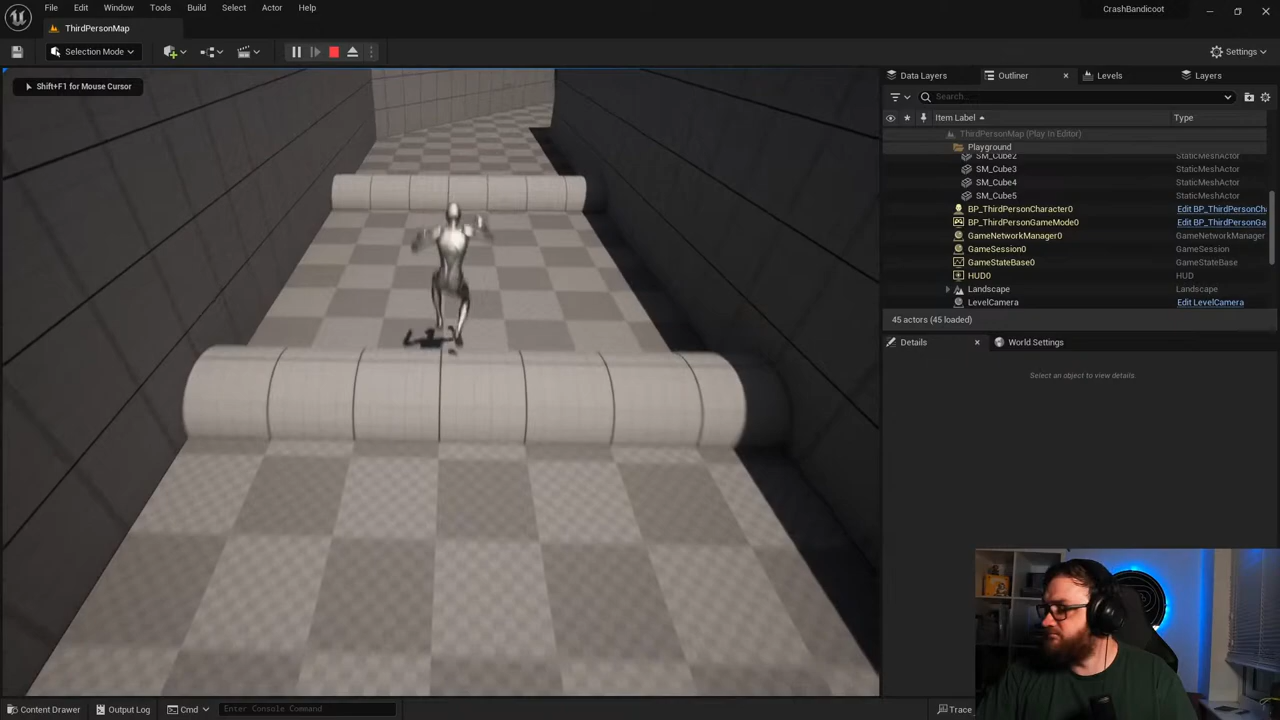 File Edit Window Tools Build Select Actor Help
CrashBandicoot
ThirdPersonMap
Selection Mode
Settings
Shift+F1 for Mouse Cursor
Data Layers Outliner Levels Layers
Search...
Item Label Type
ThirdPersonMap (Play In Editor)
Playground
SM_Cube2 StaticMeshActor
SM_Cube3 StaticMeshActor
SM_Cube4 StaticMeshActor
SM_Cube5 StaticMeshActor
BP_ThirdPersonCharacter0 Edit BP_ThirdPersonCh
BP_ThirdPersonGameMode0 Edit BP_ThirdPersonGa
GameNetworkManager0 GameNetworkManager
GameSession0 GameSession
GameStateBase0 GameStateBase
HUD0 HUD
Landscape Landscape
LevelCamera Edit LevelCamera
45 actors (45 loaded)
Details World Settings
Select an object to view details.
Content Drawer Output Log Cmd Enter Console Command Trace